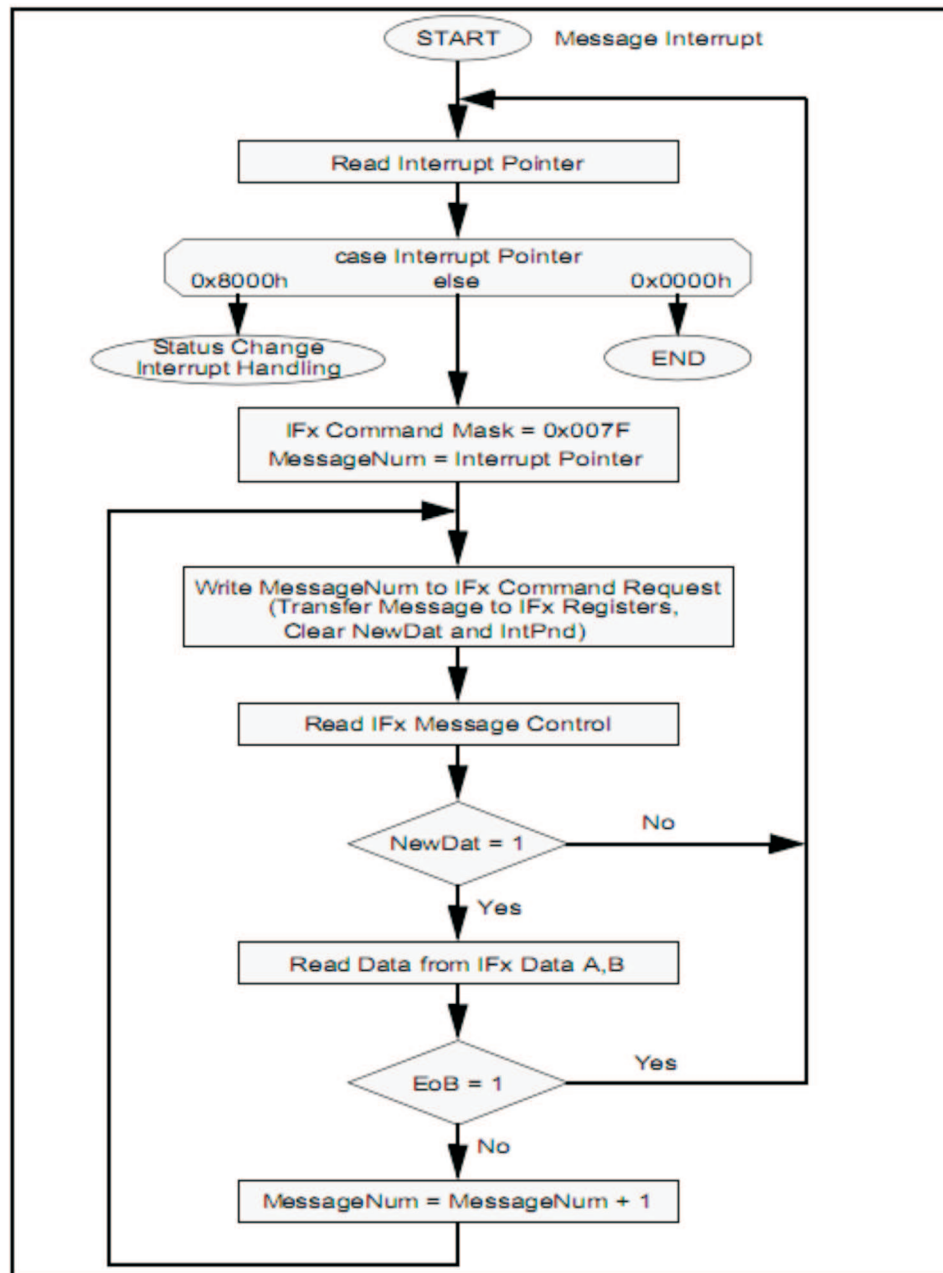 START
Message Interrupt
Read Interrupt Pointer
case Interrupt Pointer
0x8000h
else
0x0000h
Status Change
Interrupt Handling
END
IFx Command Mask = 0x007F
MessageNum = Interrupt Pointer
Write MessageNum to IFx Command Request
(Transfer Message to IFx Registers,
Clear NewDat and IntPnd)
Read IFx Message Control
NewDat = 1
No
Yes
Read Data from IFx Data A,B
EoB = 1
Yes
No
MessageNum = MessageNum + 1